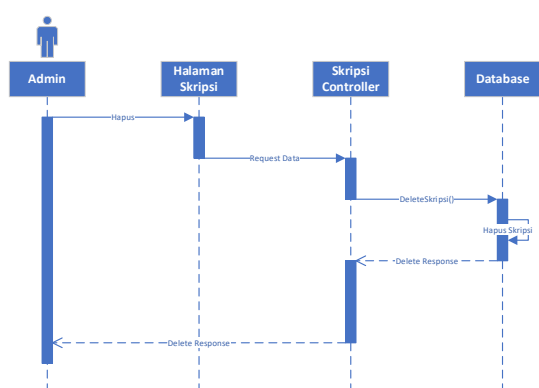 Admin
Halaman
Skripsi
Skripsi
Controller
Database
Hapus
Request Data
DeleteSkripsi()
Hapus Skripsi
Delete Response
Delete Response